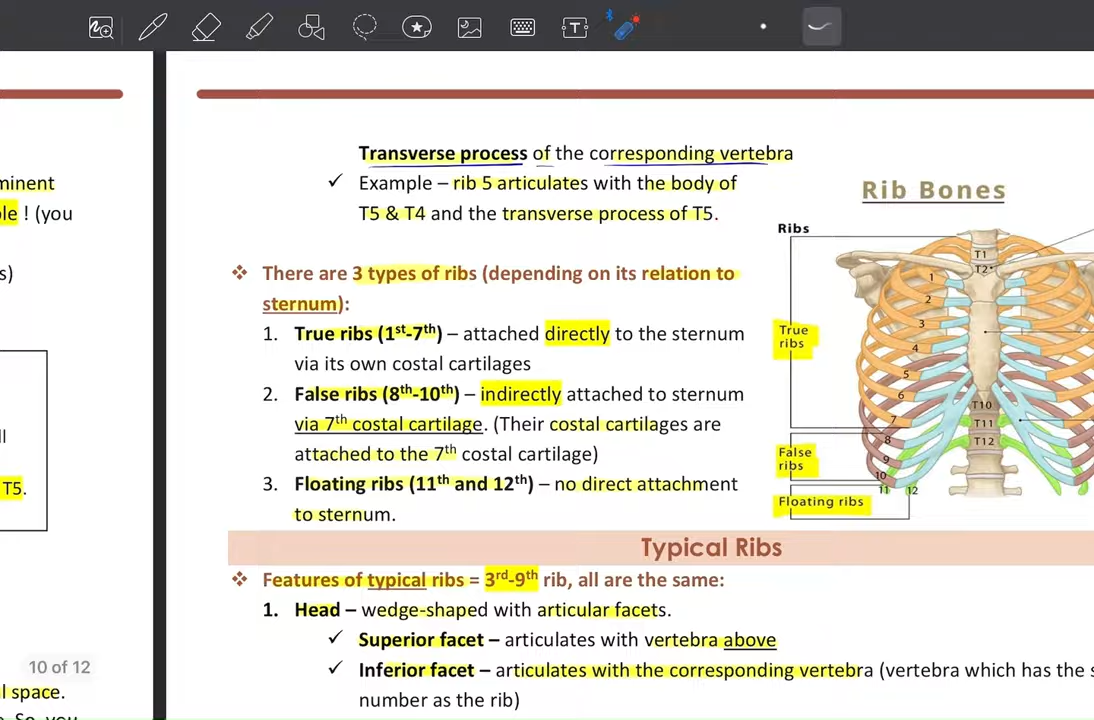 minent
le ! (you
s)
ll
T5.
10 of 12
l space.
So, you
Transverse process of the corresponding vertebra
✓ Example – rib 5 articulates with the body of
T5 & T4 and the transverse process of T5.
❖ There are 3 types of ribs (depending on its relation to
sternum):
1. True ribs (1st-7th) – attached directly to the sternum
via its own costal cartilages
2. False ribs (8th-10th) – indirectly attached to sternum
via 7th costal cartilage. (Their costal cartilages are
attached to the 7th costal cartilage)
3. Floating ribs (11th and 12th) – no direct attachment
to sternum.
Rib Bones
Ribs
T1
T2
1
2
3
True
ribs
4
5
6
T10
7
T11
8
T12
False
ribs
9
10
11 12
Floating ribs
Typical Ribs
❖ Features of typical ribs = 3rd-9th rib, all are the same:
1. Head – wedge-shaped with articular facets.
✓ Superior facet – articulates with vertebra above
✓ Inferior facet – articulates with the corresponding vertebra (vertebra which has the s
number as the rib)